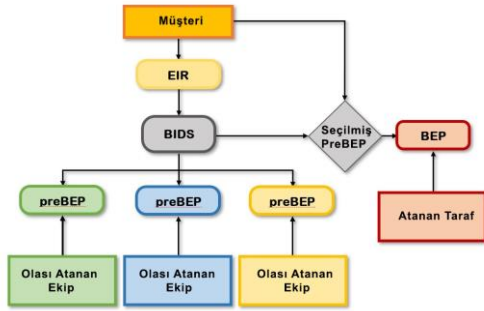 Müşteri
EIR
BIDS
Seçilmiş
PreBEP
BEP
preBEP
preBEP
preBEP
Atanan Taraf
Olası Atanan
Ekip
Olası Atanan
Ekip
Olası Atanan
Ekip